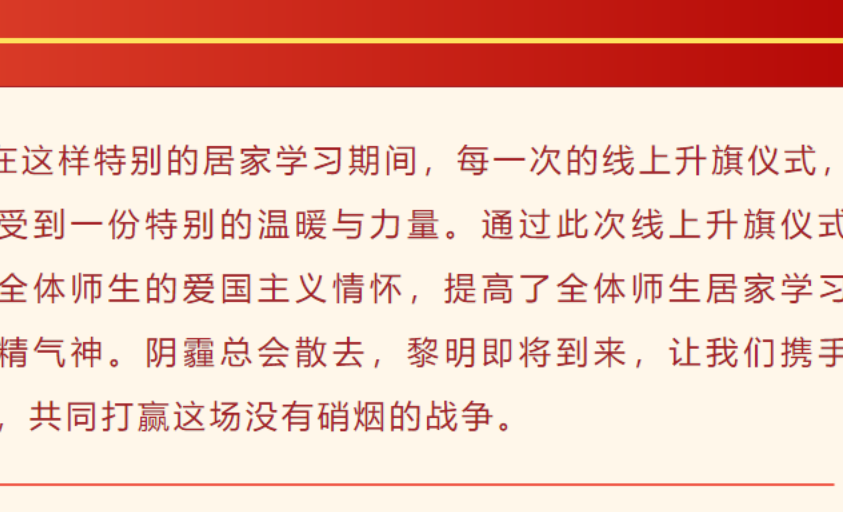 在这样特别的居家学习期间，每一次的线上升旗仪式，
受到一份特别的温暖与力量。通过此次线上升旗仪式
全体师生的爱国主义情怀，提高了全体师生居家学习
精气神。阴霾总会散去，黎明即将到来，让我们携手
，共同打赢这场没有硝烟的战争。